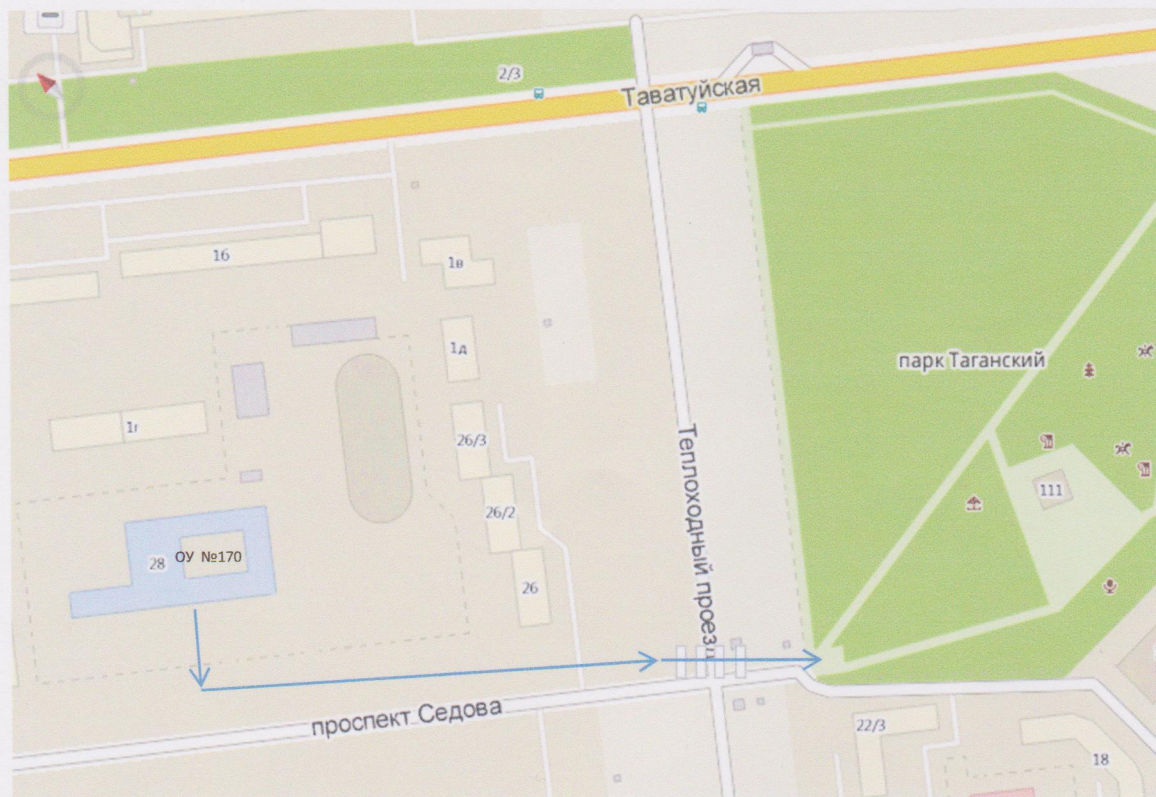 2/3
Таватуйская
1б
1в
1д
парк Таганский
1г
26/3
Теплоходный проезд
111
26/2
28
ОУ №170
26
проспект Седова
22/3
18